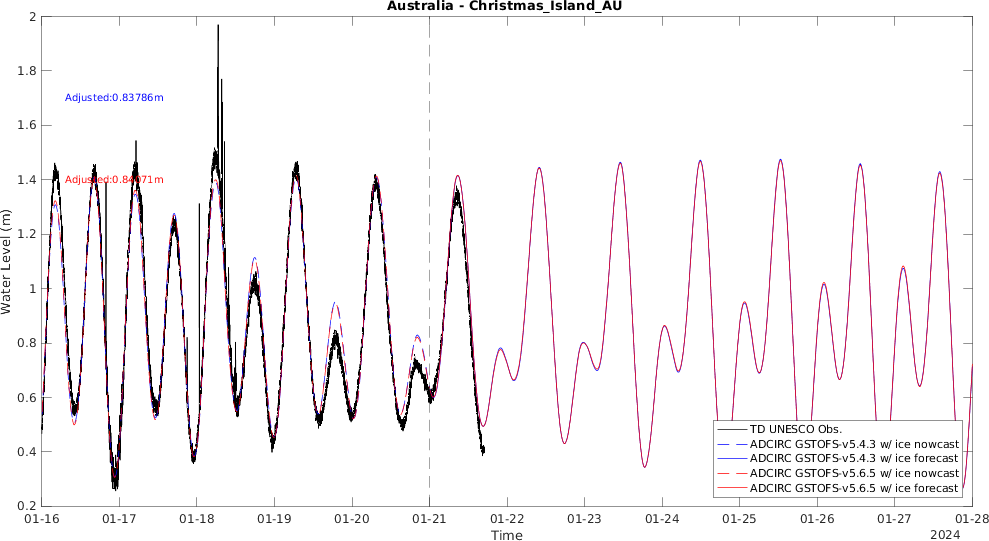 Australia - Christmas_Island_AU
2
1.8
1.6
1.4
1.2
1
0.8
0.6
0.4
0.2
Water Level (m)
Adjusted:0.83786m
Adjusted:0.84071m
TD UNESCO Obs.
ADCIRC GSTOFS-v5.4.3 w/ ice nowcast
ADCIRC GSTOFS-v5.4.3 w/ ice forecast
ADCIRC GSTOFS-v5.6.5 w/ ice nowcast
ADCIRC GSTOFS-v5.6.5 w/ ice forecast
01-16 01-17 01-18 01-19 01-20 01-21 01-22 01-23 01-24 01-25 01-26 01-27 01-28
Time
2024